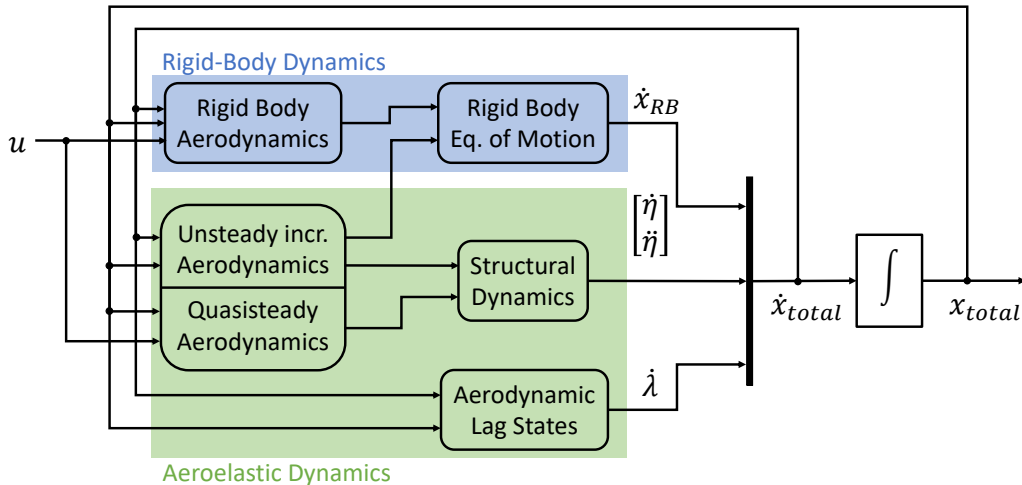 Rigid-Body Dynamics
Rigid Body
Aerodynamics
Rigid Body
Eq. of Motion
ẋ_RB
u
Unsteady incr.
Aerodynamics
Quasisteady
Aerodynamics
Structural
Dynamics
[η̇
η̈]
∫
ẋ_total
x_total
Aerodynamic
Lag States
λ̇
Aeroelastic Dynamics